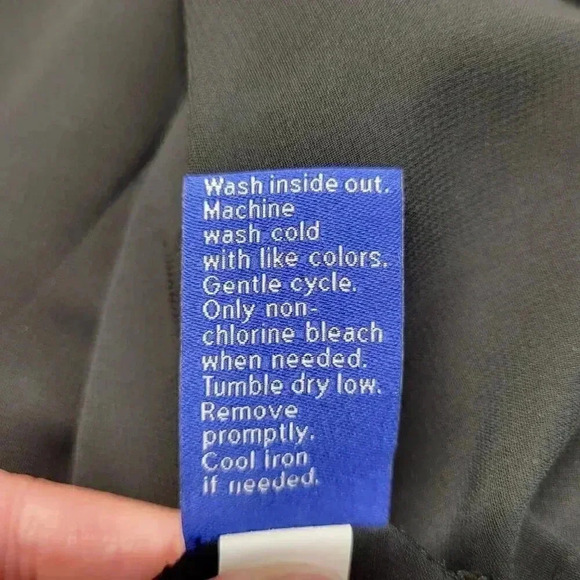 Wash inside out.
Machine
wash cold
with like colors.
Gentle cycle.
Only non-
chlorine bleach
when needed.
Tumble dry low.
Remove
promptly.
Cool iron
if needed.